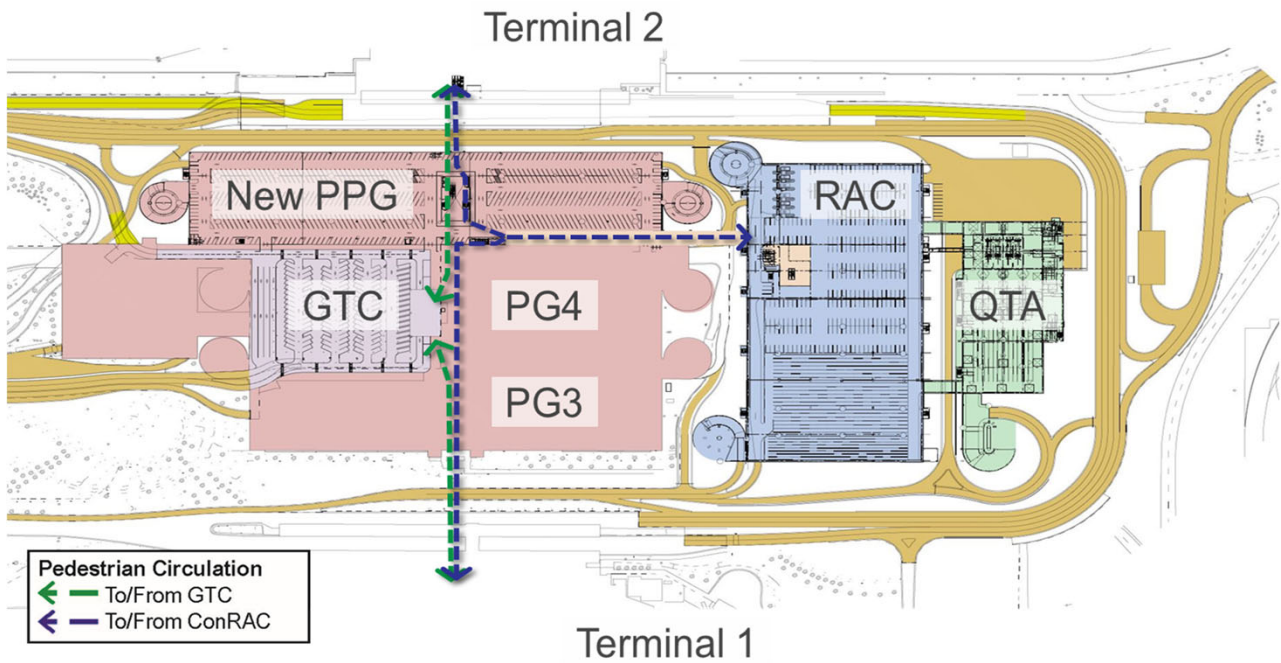 Terminal 2
New PPG
RAC
GTC
PG4
QTA
PG3
Pedestrian Circulation
To/From GTC
To/From ConRAC
Terminal 1